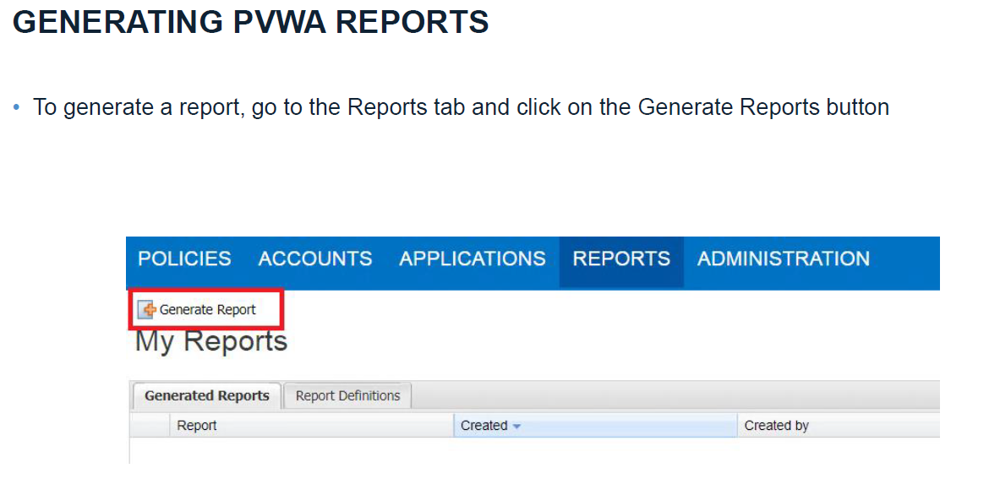 GENERATING PVWA REPORTS
• To generate a report, go to the Reports tab and click on the Generate Reports button
POLICIES ACCOUNTS APPLICATIONS REPORTS ADMINISTRATION
Generate Report
My Reports
Generated Reports Report Definitions
Report Created Created by